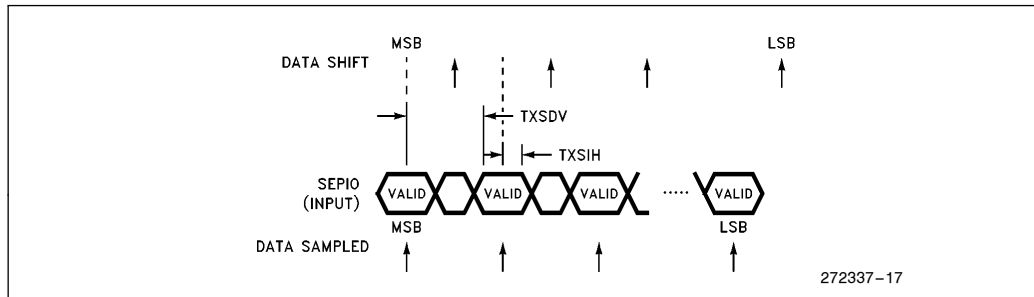 MSB LSB
DATA SHIFT
TXSDV
TXSIH
SEPIO
(INPUT)
VALID VALID VALID ..... VALID
MSB LSB
DATA SAMPLED
272337–17